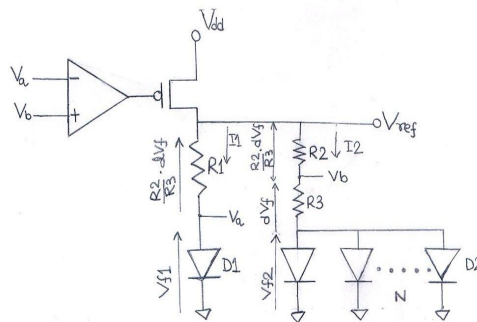 Vdd
Va
Vb
−
+
Vref
I1
I2
R2/R3 · dVf
R1
R2/R3 · dVf
R2
Vb
R3
dVf
Va
Vf1
D1
Vf2
D2
N